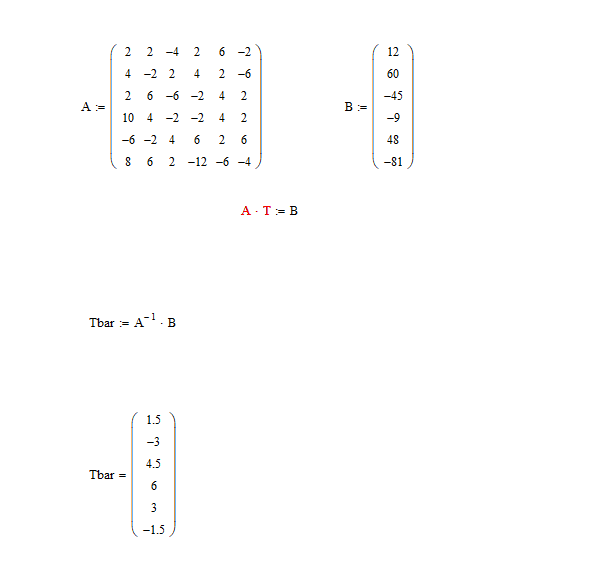 A := ( 2 2 −4 2 6 −2 ) B := ( 12 )
4 −2 2 4 2 −6 60
2 6 −6 −2 4 2 −45
10 4 −2 −2 4 2 −9
−6 −2 4 6 2 6 48
8 6 2 −12 −6 −4 −81
A · T := B
Tbar := A⁻¹ · B
Tbar = ( 1.5 )
−3
4.5
6
3
−1.5